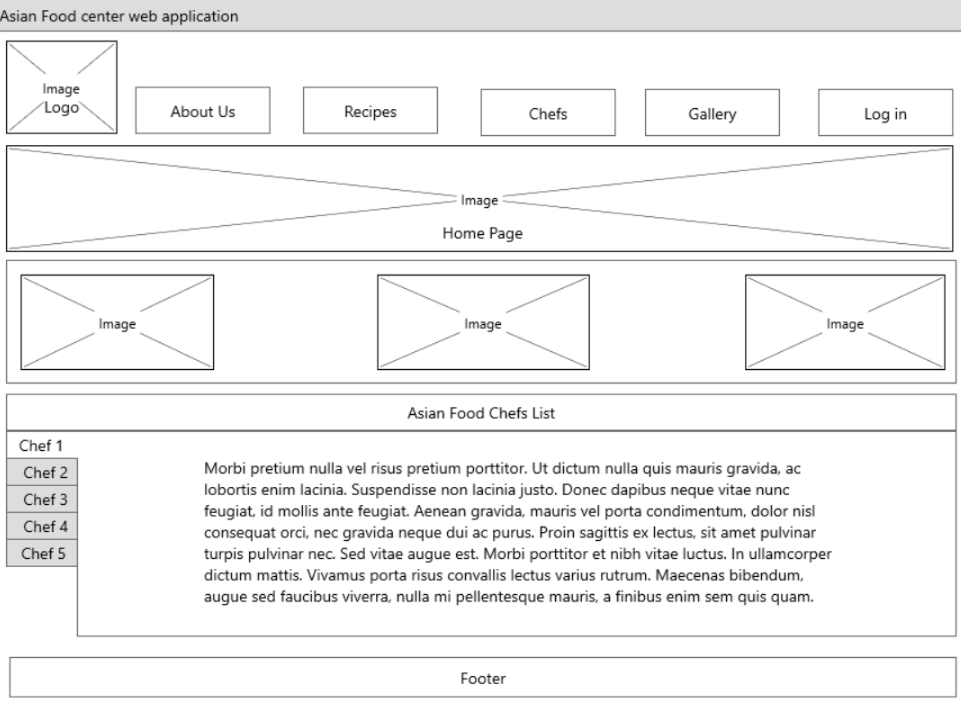 Asian Food center web application
Image
Logo
About Us
Recipes
Chefs
Gallery
Log in
Image
Home Page
Image
Image
Image
Asian Food Chefs List
Chef 1
Chef 2
Chef 3
Chef 4
Chef 5
Morbi pretium nulla vel risus pretium porttitor. Ut dictum nulla quis mauris gravida, ac
lobortis enim lacinia. Suspendisse non lacinia justo. Donec dapibus neque vitae nunc
feugiat, id mollis ante feugiat. Aenean gravida, mauris vel porta condimentum, dolor nisl
consequat orci, nec gravida neque dui ac purus. Proin sagittis ex lectus, sit amet pulvinar
turpis pulvinar nec. Sed vitae augue est. Morbi porttitor et nibh vitae luctus. In ullamcorper
dictum mattis. Vivamus porta risus convallis lectus varius rutrum. Maecenas bibendum,
augue sed faucibus viverra, nulla mi pellentesque mauris, a finibus enim sem quis quam.
Footer